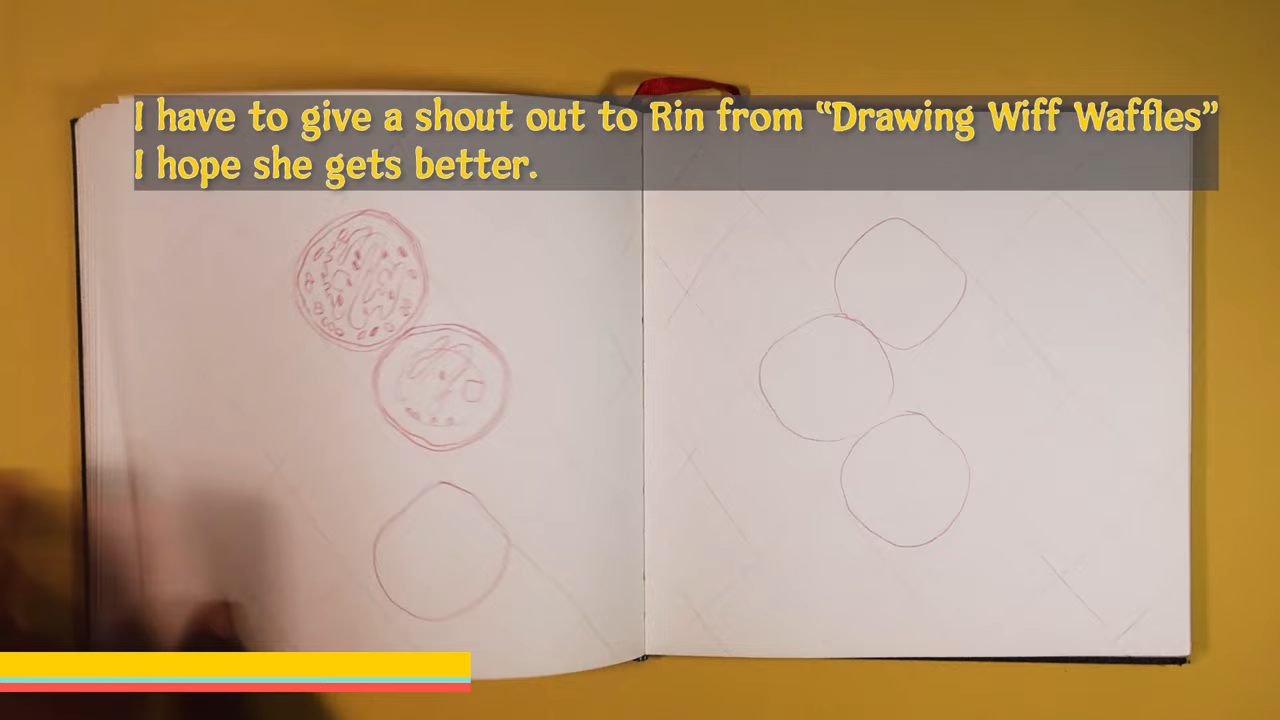 I have to give a shout out to Rin from “Drawing Wiff Waffles”
I hope she gets better.